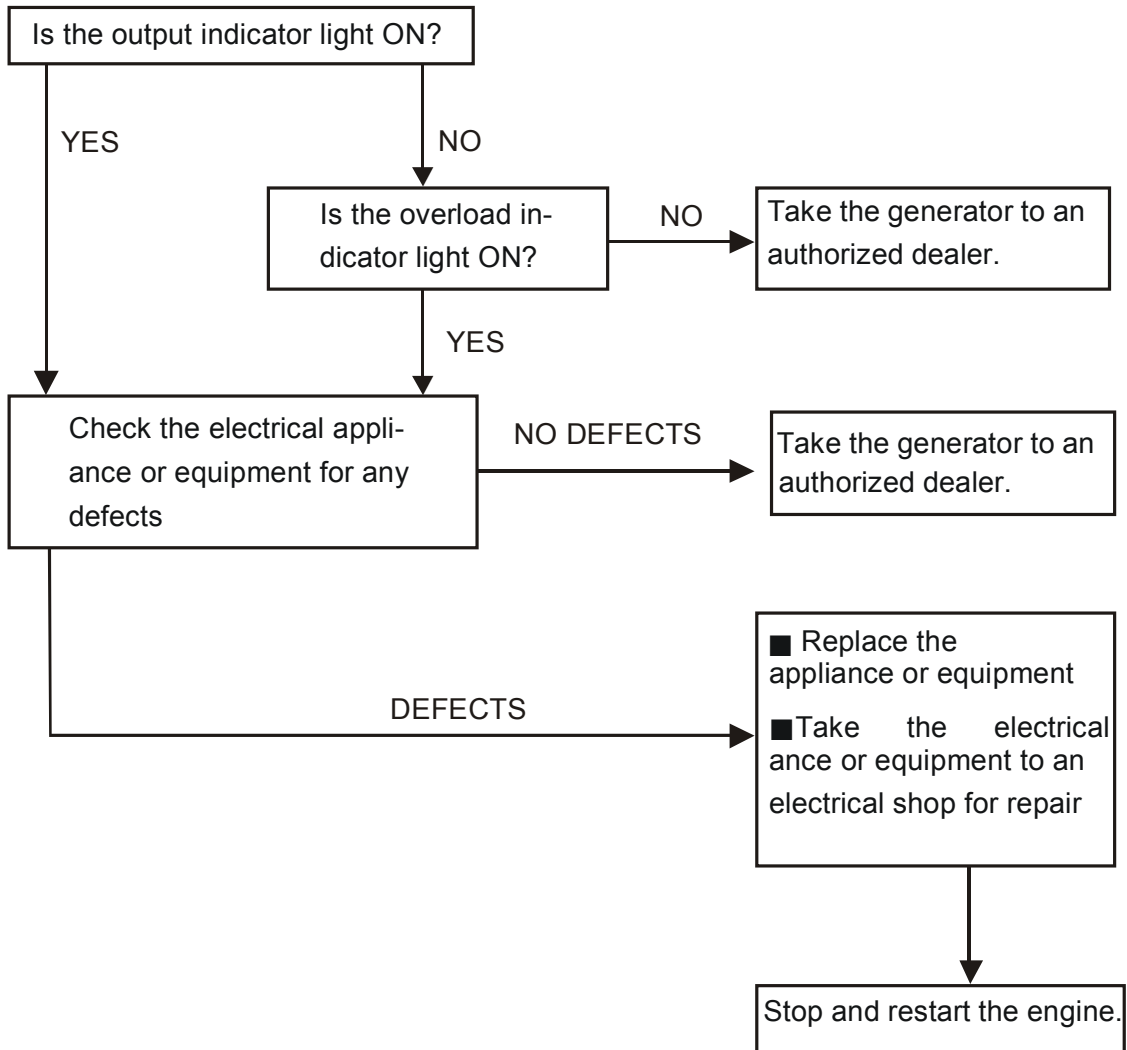 Is the output indicator light ON?
YES
NO
Is the overload in-
dicator light ON?
NO
Take the generator to an
authorized dealer.
YES
Check the electrical appli-
ance or equipment for any
defects
NO DEFECTS
Take the generator to an
authorized dealer.
DEFECTS
■ Replace the
appliance or equipment
■Take the electrical
ance or equipment to an
electrical shop for repair
Stop and restart the engine.